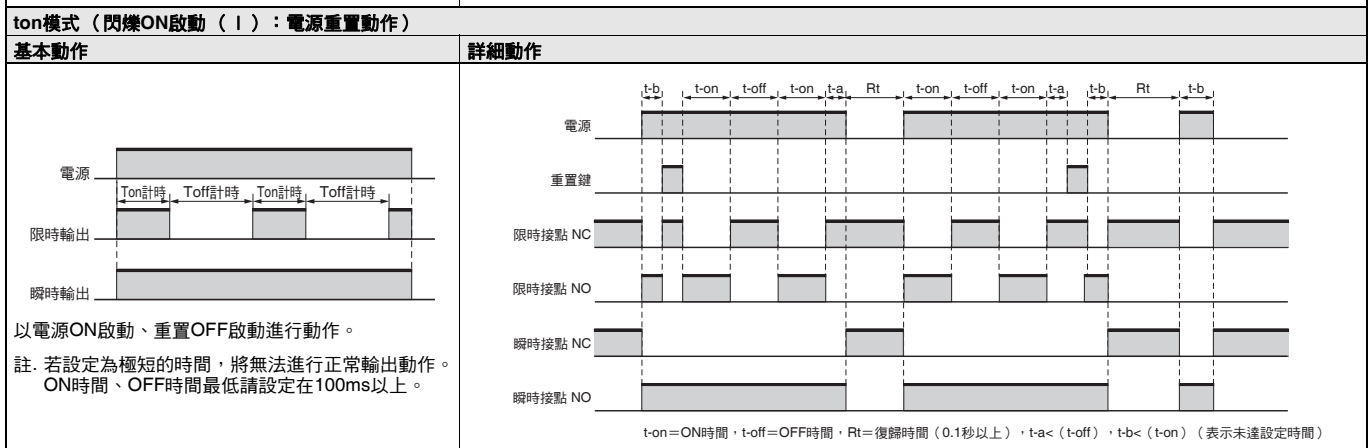 ton模式（閃爍ON啟動（I）：電源重置動作）
基本動作
詳細動作
電源
Ton計時 Toff計時 Ton計時 Toff計時
限時輸出
瞬時輸出
以電源ON啟動、重置OFF啟動進行動作。
註. 若設定為極短的時間，將無法進行正常輸出動作。
ON時間、OFF時間最低請設定在100ms以上。
t-b t-on t-off t-on t-a Rt t-on t-off t-on t-a t-b Rt t-b
電源
重置鍵
限時接點 NC
限時接點 NO
瞬時接點 NC
瞬時接點 NO
t-on＝ON時間，t-off＝OFF時間，Rt＝復歸時間（0.1秒以上），t-a<（t-off），t-b<（t-on）（表示未達設定時間）